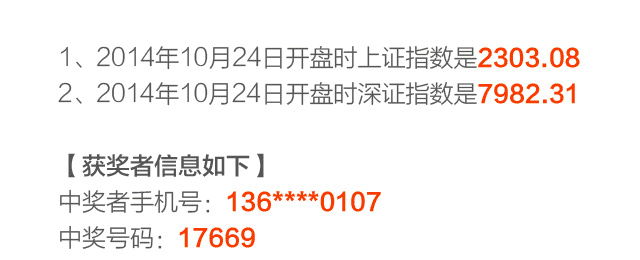 1、2014年10月24日开盘时上证指数是2303.08
2、2014年10月24日开盘时深证指数是7982.31
【获奖者信息如下】
中奖者手机号：136****0107
中奖号码：17669